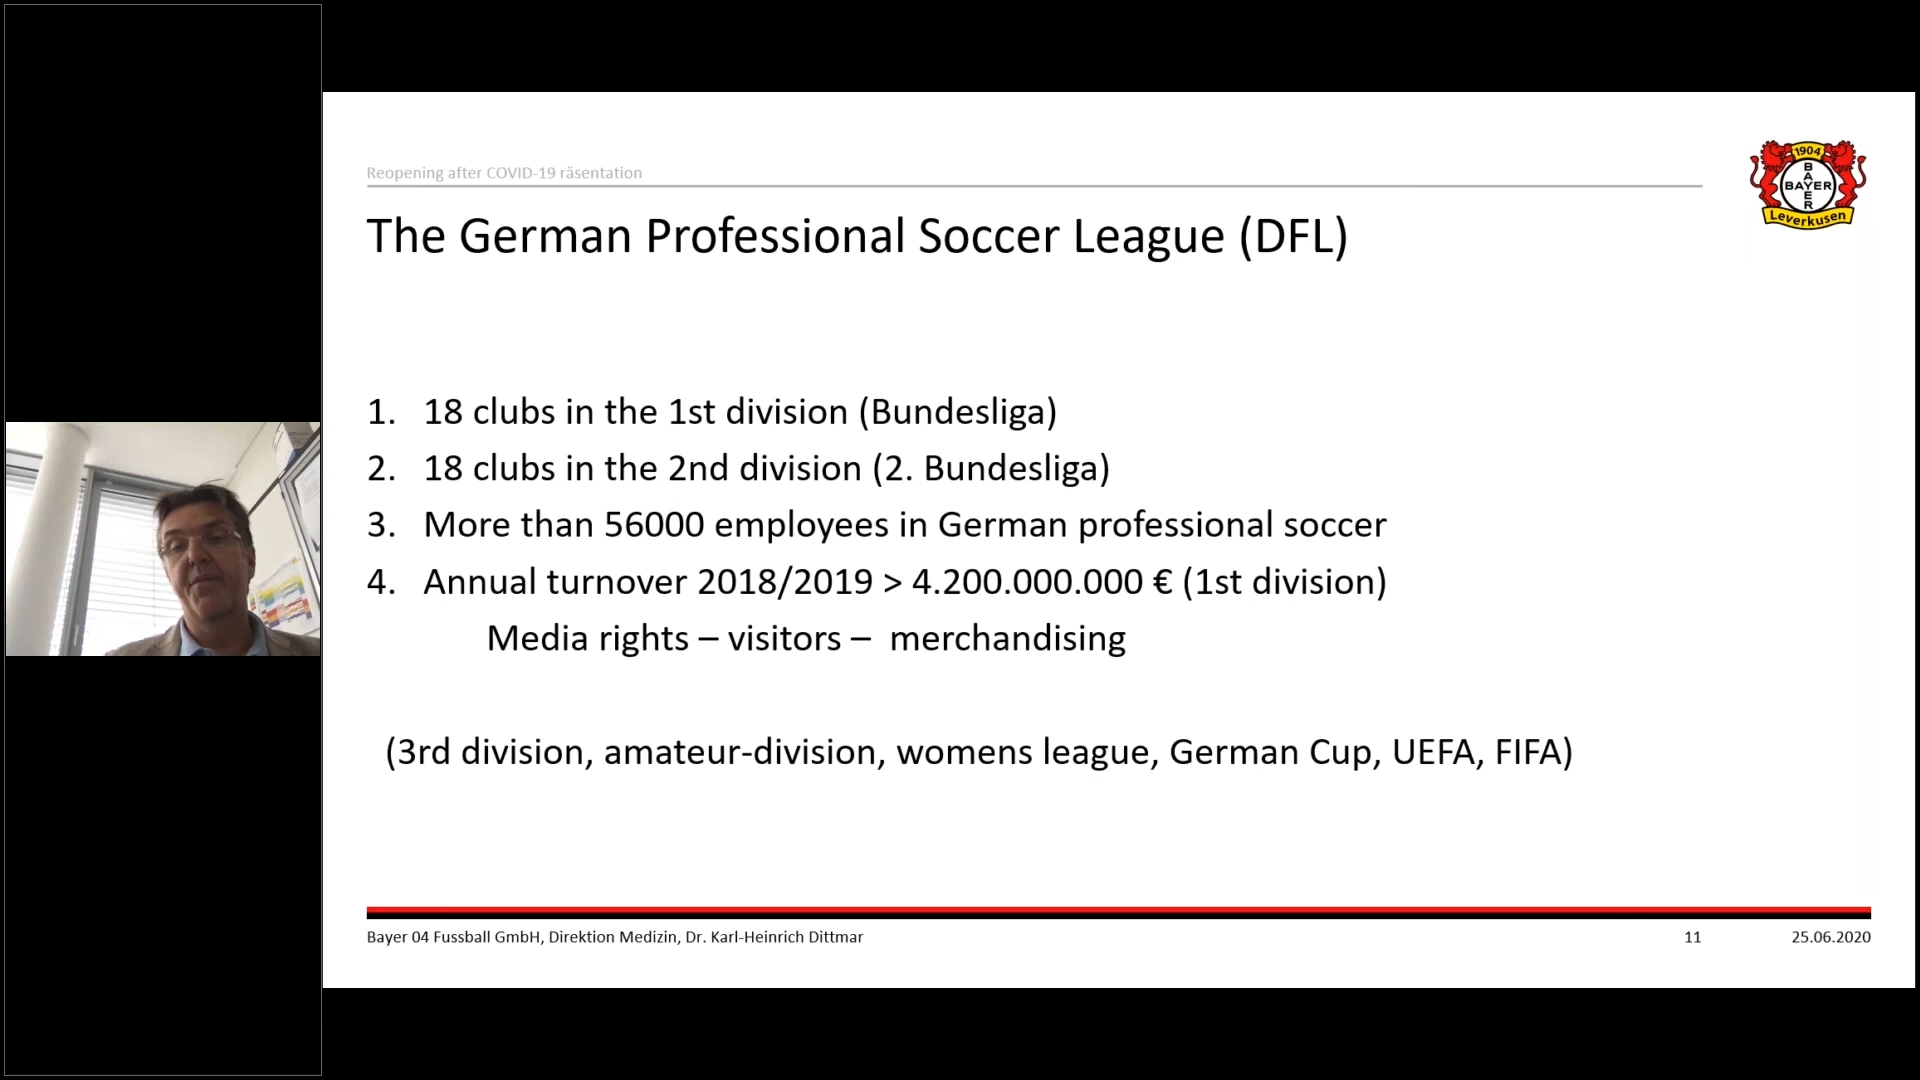 Reopening after COVID-19 räsentation
1904
BAYER
BAYER
Leverkusen
The German Professional Soccer League (DFL)
1. 18 clubs in the 1st division (Bundesliga)
2. 18 clubs in the 2nd division (2. Bundesliga)
3. More than 56000 employees in German professional soccer
4. Annual turnover 2018/2019 > 4.200.000.000 € (1st division)
Media rights – visitors – merchandising
(3rd division, amateur-division, womens league, German Cup, UEFA, FIFA)
Bayer 04 Fussball GmbH, Direktion Medizin, Dr. Karl-Heinrich Dittmar 11 25.06.2020